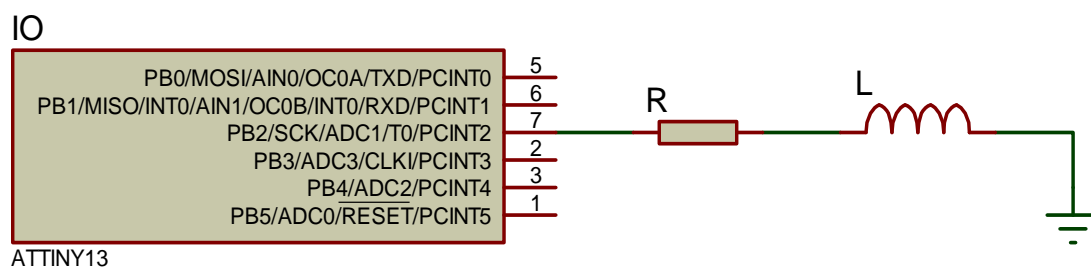 IO
PB0/MOSI/AIN0/OC0A/TXD/PCINT0 5
PB1/MISO/INT0/AIN1/OC0B/INT0/RXD/PCINT1 6
PB2/SCK/ADC1/T0/PCINT2 7
PB3/ADC3/CLKI/PCINT3 2
PB4/ADC2/PCINT4 3
PB5/ADC0/RESET/PCINT5 1
ATTINY13
R
L